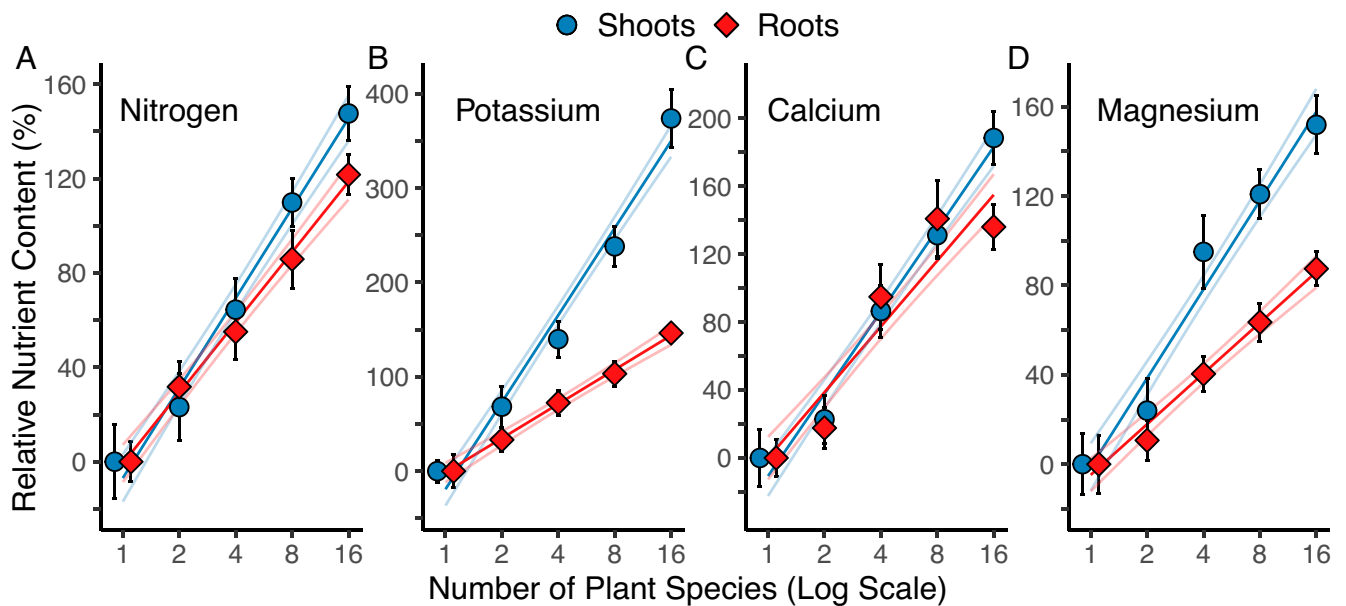 Shoots Roots
A B C D
Nitrogen Potassium Calcium Magnesium
Relative Nutrient Content (%)
160
120
80
40
0
1 2 4 8 16
400
300
200
100
0
1 2 4 8 16
200
160
120
80
40
0
1 2 4 8 16
160
120
80
40
0
1 2 4 8 16
Number of Plant Species (Log Scale)